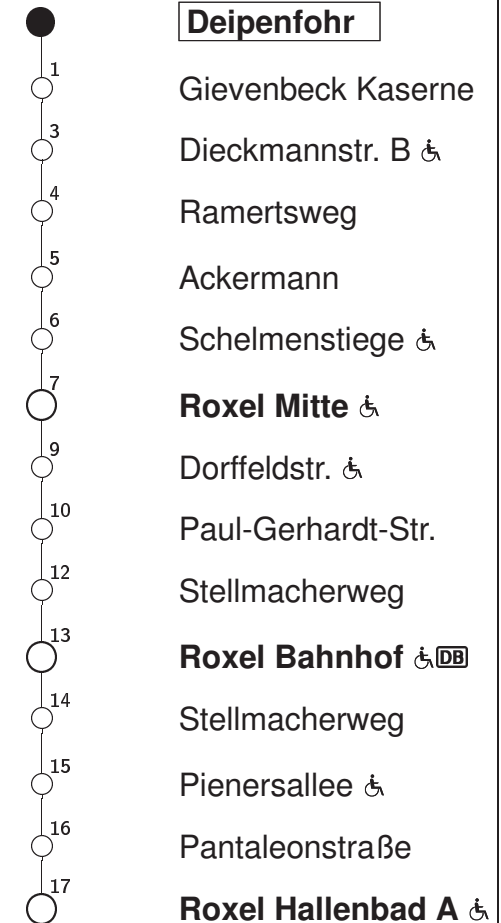 Deipenfohr
1 Gievenbeck Kaserne
3 Dieckmannstr. B
4 Ramertsweg
5 Ackermann
6 Schelmenstiege
7 Roxel Mitte
9 Dorffeldstr.
10 Paul-Gerhardt-Str.
12 Stellmacherweg
13 Roxel Bahnhof DB
14 Stellmacherweg
15 Pienersallee
16 Pantaleonstraße
17 Roxel Hallenbad A